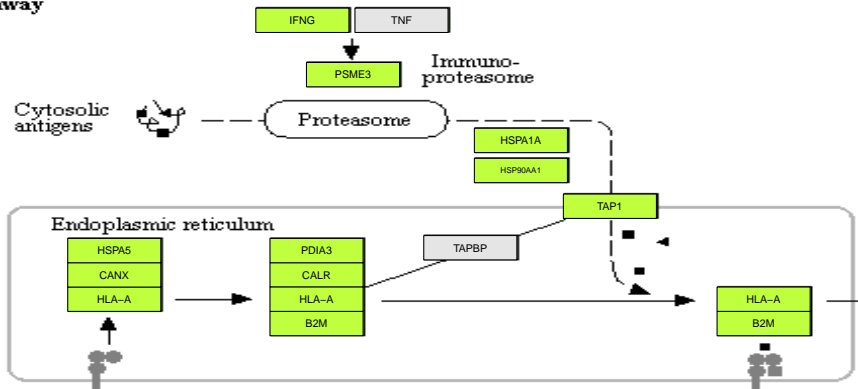 IFNG TNF
PSME3
Immuno-
proteasome
Cytosolic
antigens
Proteasome
HSPA1A
HSP90AA1
TAP1
Endoplasmic reticulum
HSPA5
CANX
HLA−A
PDIA3
CALR
HLA−A
B2M
TAPBP
HLA−A
B2M